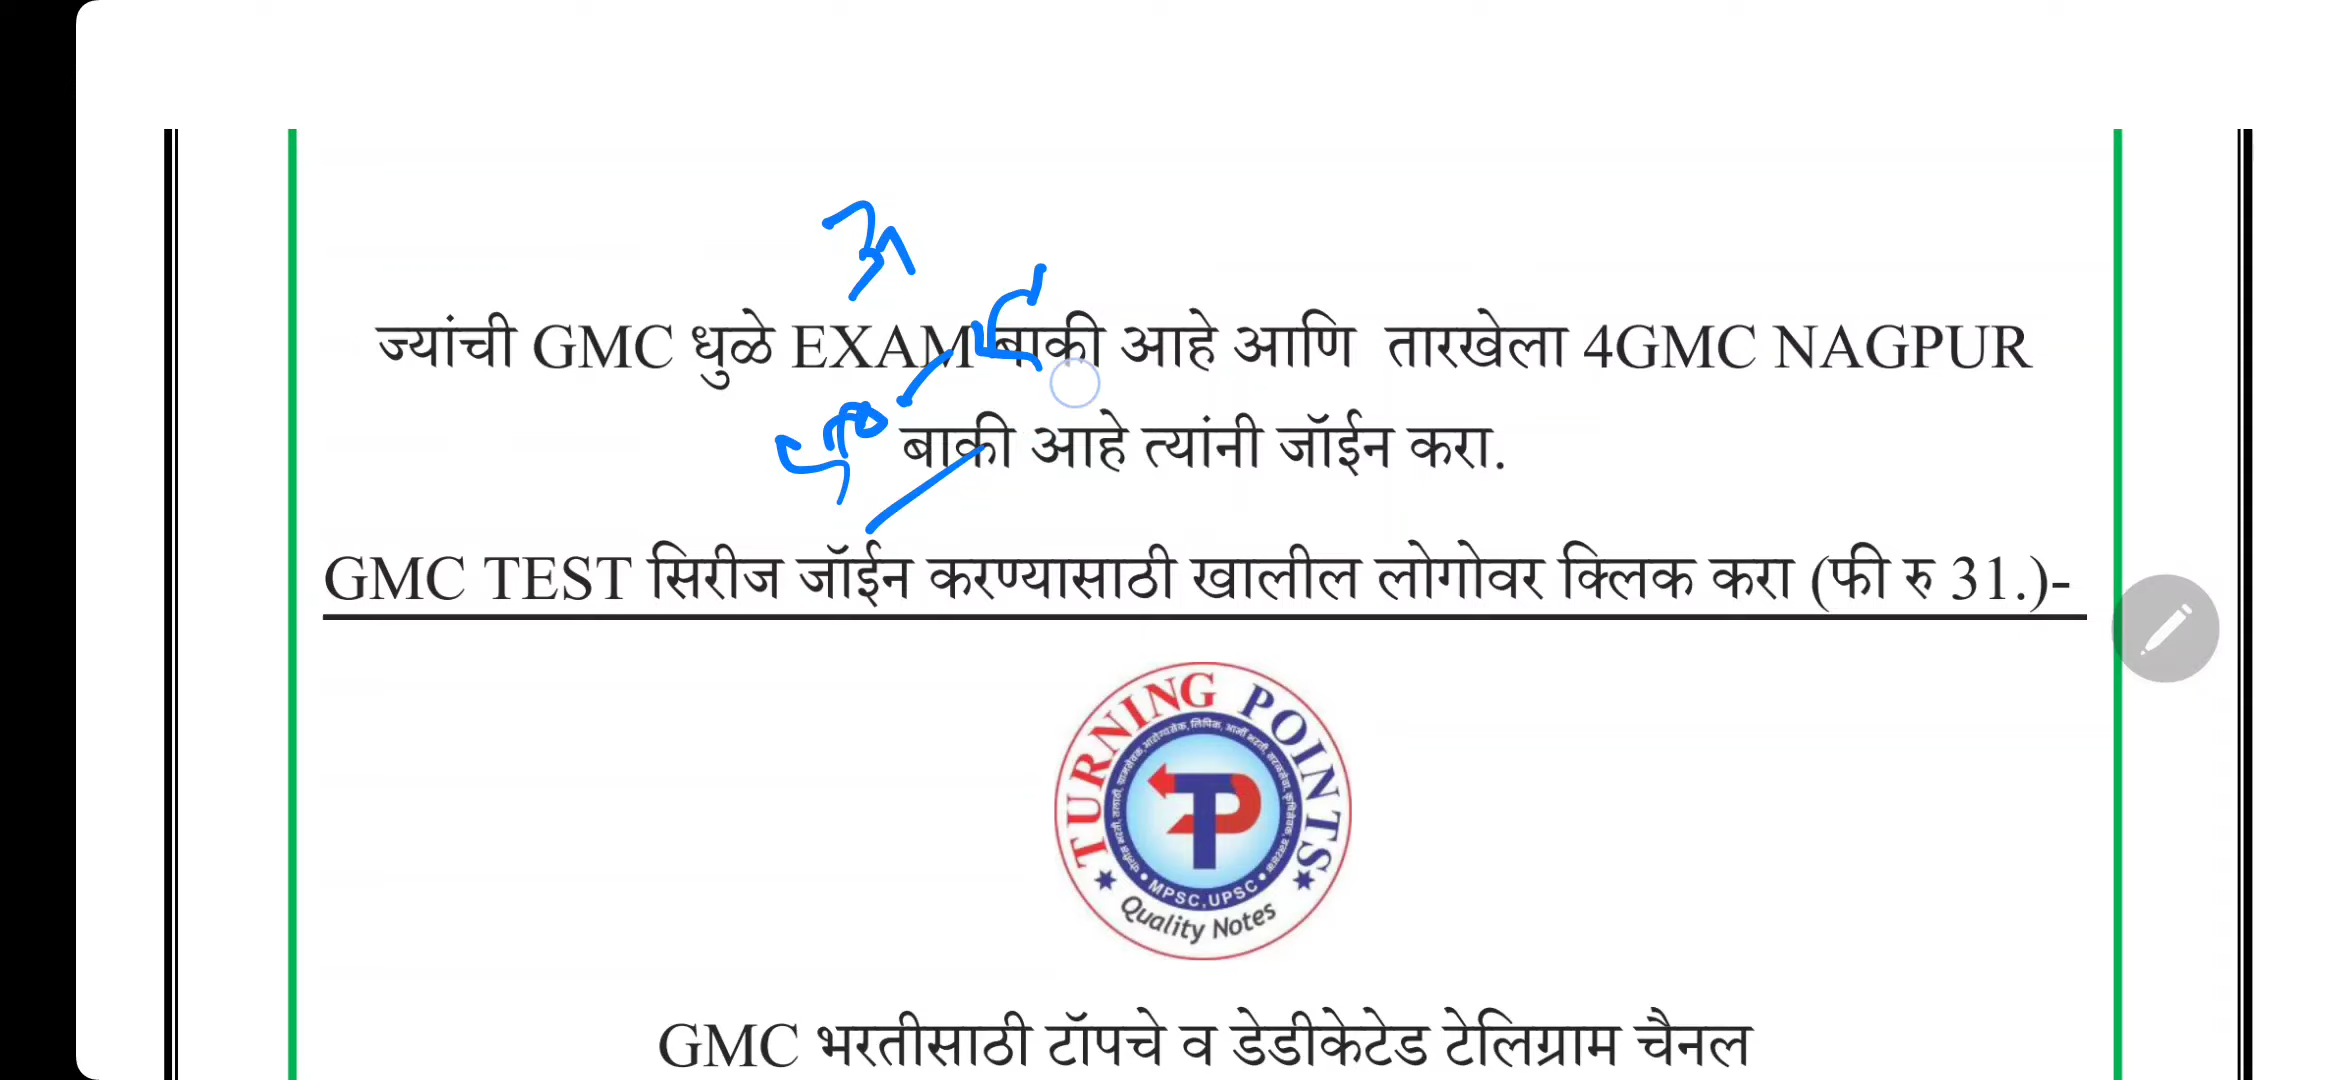 ज्यांची GMC धुळे EXAM बाकी आहे आणि  तारखेला 4GMC NAGPUR
बाकी आहे त्यांनी जॉईन करा.
GMC TEST सिरीज जॉईन करण्यासाठी खालील लोगोवर क्लिक करा (फी रु 31.)-
TURNING POINTS
TP
MPSC,UPSC
Quality Notes
GMC भरतीसाठी टॉपचे व डेडीकेटेड टेलिग्राम चैनल